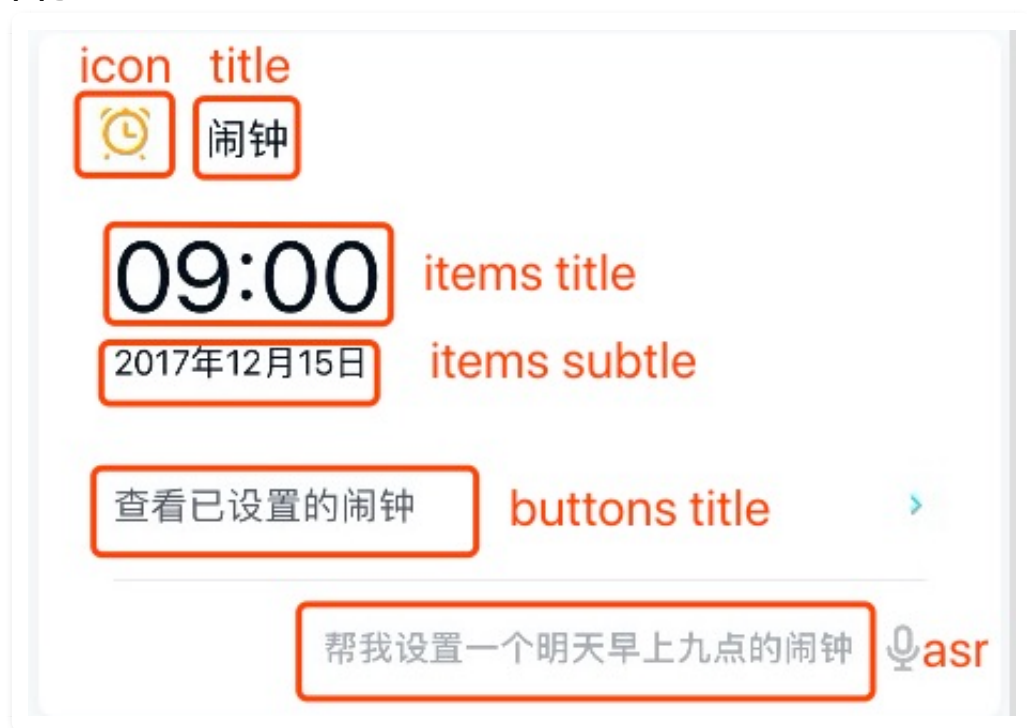 icon title
闹钟
09:00 items title
2017年12月15日 items subtle
查看已设置的闹钟 buttons title
帮我设置一个明天早上九点的闹钟 asr